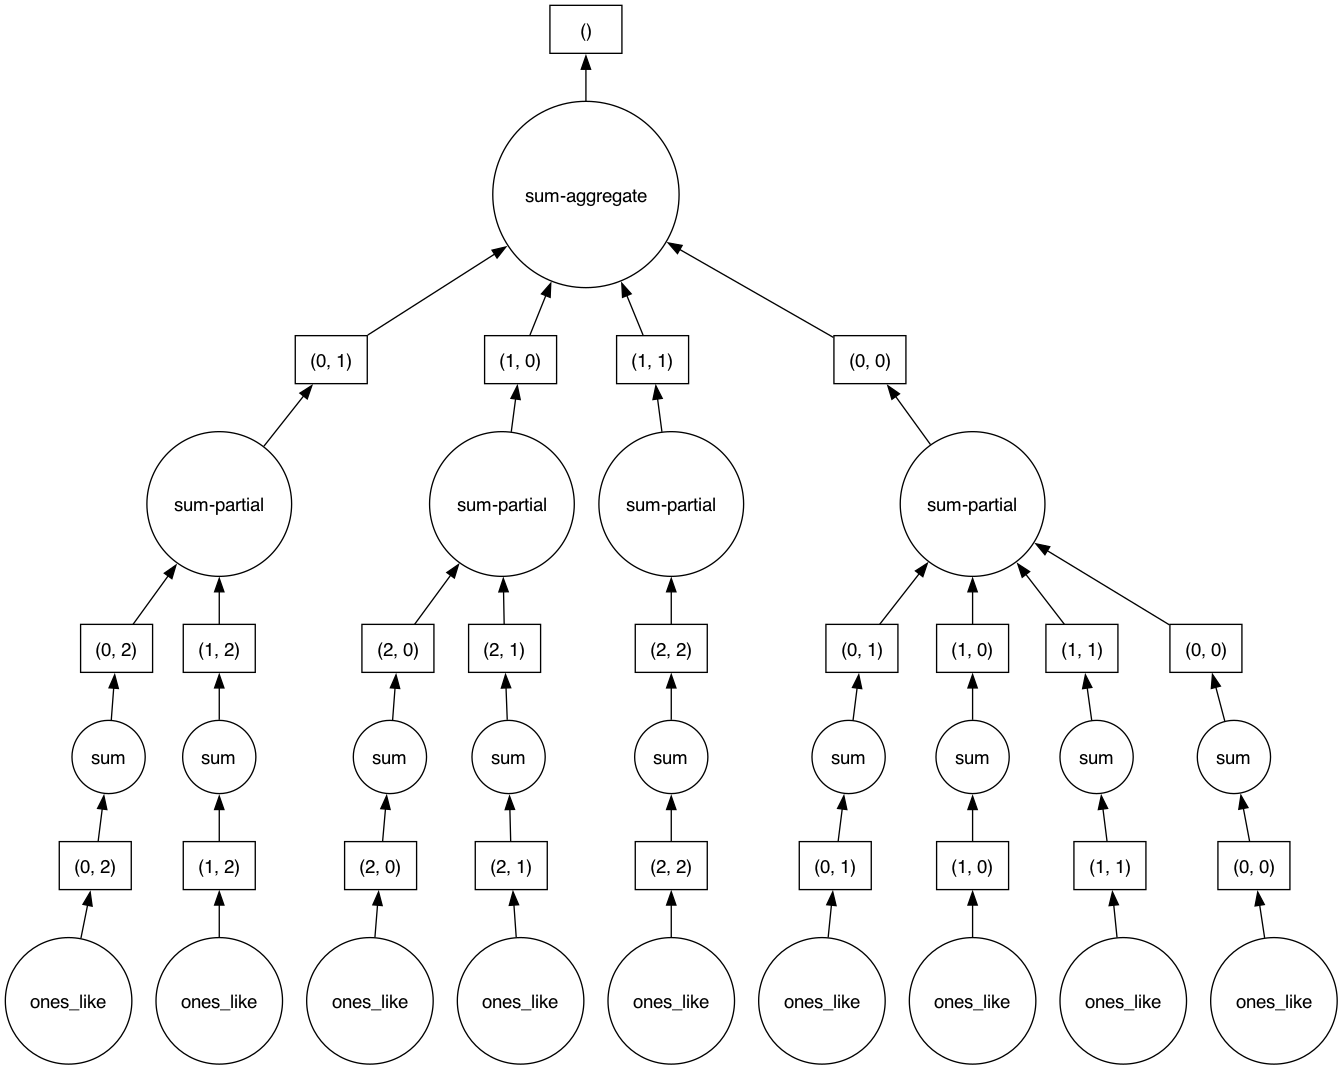 ()
sum-aggregate
(0, 1)
(1, 0)
(1, 1)
(0, 0)
sum-partial
sum-partial
sum-partial
sum-partial
(0, 2)
(1, 2)
(2, 0)
(2, 1)
(2, 2)
(0, 1)
(1, 0)
(1, 1)
(0, 0)
sum
sum
sum
sum
sum
sum
sum
sum
sum
(0, 2)
(1, 2)
(2, 0)
(2, 1)
(2, 2)
(0, 1)
(1, 0)
(1, 1)
(0, 0)
ones_like
ones_like
ones_like
ones_like
ones_like
ones_like
ones_like
ones_like
ones_like